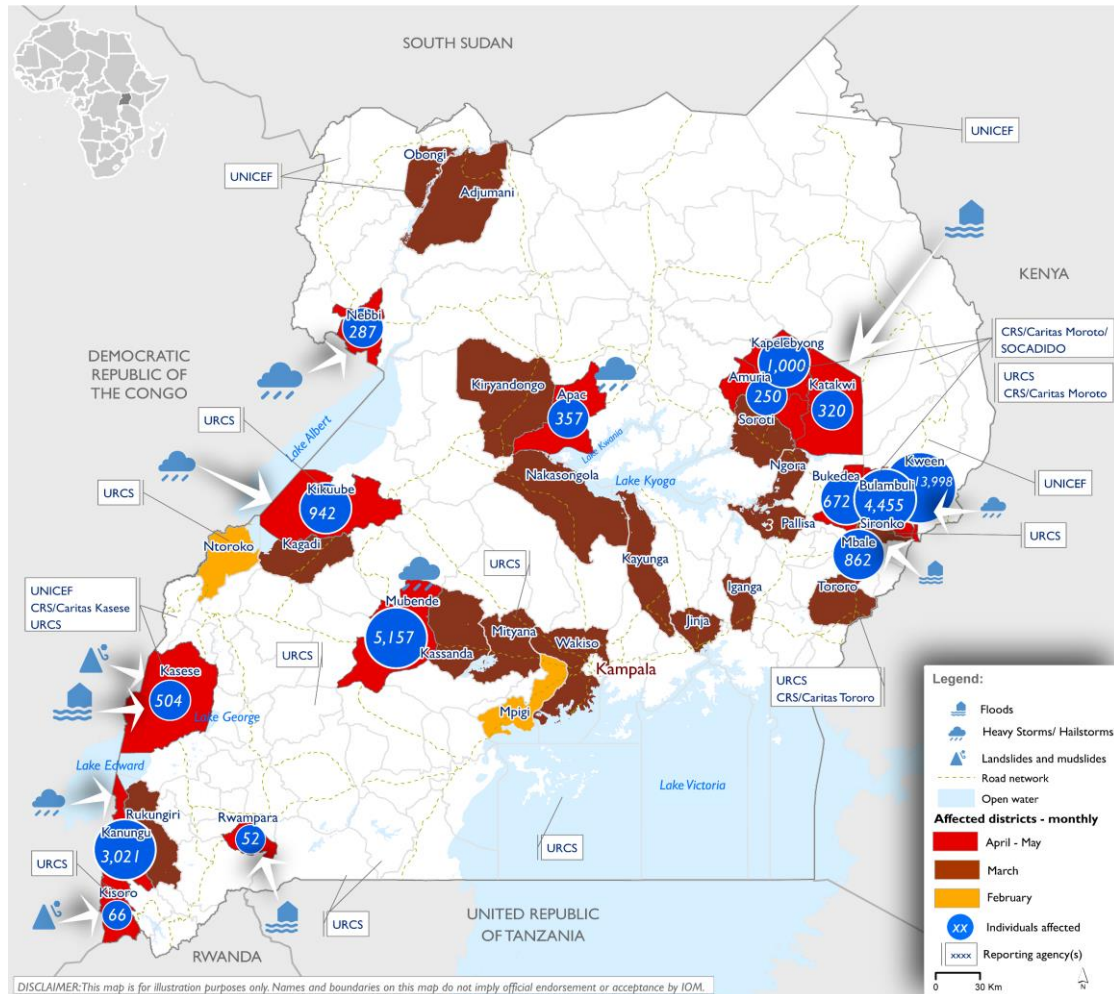 SOUTH SUDAN
UNICEF
Obongi
UNICEF
Adjumani
KENYA
Nebbi
287
DEMOCRATIC
REPUBLIC OF
THE CONGO
CRS/Caritas Moroto/
SOCADIDO
URCS
CRS/Caritas Moroto
Kapelebyong
1,000
Amuria
250
Katakwi
320
Soroti
Kiryandongo
Apac
357
Lake Kwania
URCS
Lake Albert
Nakasongola
Lake Kyoga
Ngora
Bukedea
672
Bulambuli
4,455
Kween
13,998
UNICEF
Kikuube
942
URCS
Pallisa
3
Sironko
Mbale
862
URCS
Ntoroko
Kagadi
Kayunga
Iganga
Tororo
URCS
Mubende
5,157
Mityana
Wakiso
Jinja
Kassanda
Kampala
UNICEF
CRS/Caritas Kasese
URCS
URCS
URCS
CRS/Caritas Tororo
Kasese
504
Lake George
Mpigi
Lake Edward
Lake Victoria
Rukungiri
Kanungu
3,021
Rwampara
52
URCS
URCS
Kisoro
66
URCS
UNITED REPUBLIC
OF TANZANIA
RWANDA
Legend:
Floods
Heavy Storms/ Hailstorms
Landslides and mudslides
Road network
Open water
Affected districts - monthly
April - May
March
February
xx Individuals affected
xxxx Reporting agency(s)
0 30 Km
N
DISCLAIMER:This map is for illustration purposes only. Names and boundaries on this map do not imply official endorsement or acceptance by IOM.